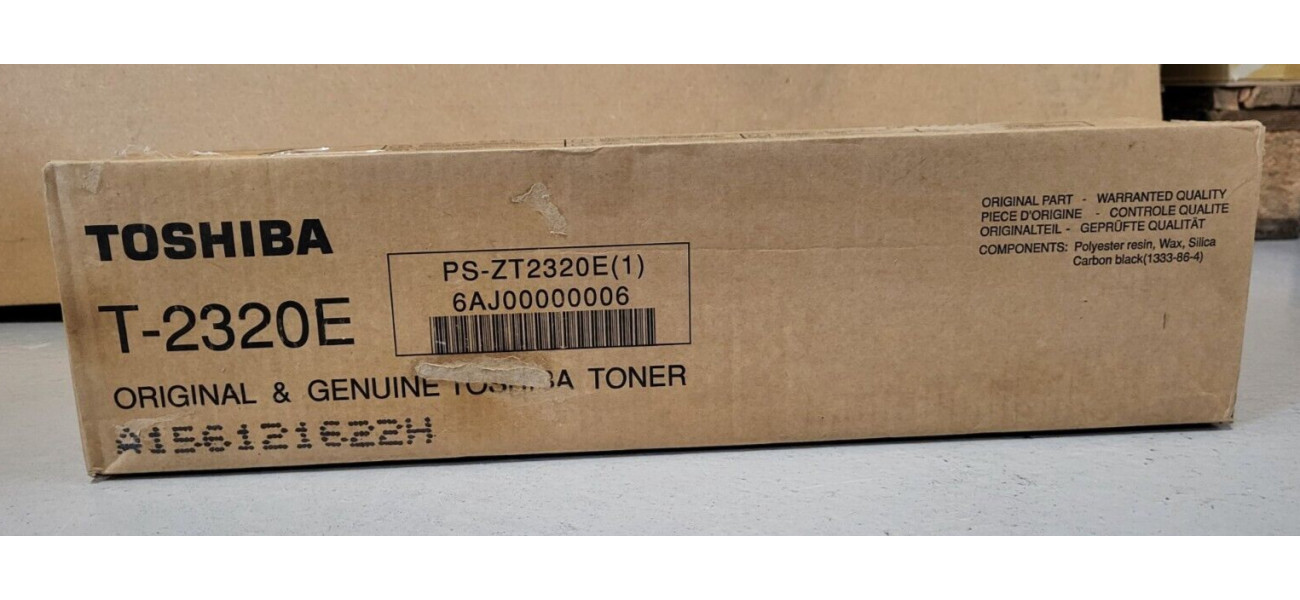 TOSHIBA
T-2320E
PS-ZT2320E(1)
6AJ00000006
ORIGINAL & GENUINE TOSHIBA TONER
A156121622H
ORIGINAL PART - WARRANTED QUALITY
PIECE D'ORIGINE - CONTROLE QUALITE
ORIGINALTEIL - GEPRÜFTE QUALITÄT
COMPONENTS: Polyester resin, Wax, Silica
Carbon black(1333-86-4)